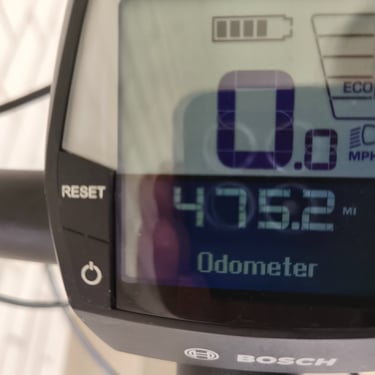 ECO
0.0
MPH
RESET
475.2 MI
Odometer
BOSCH